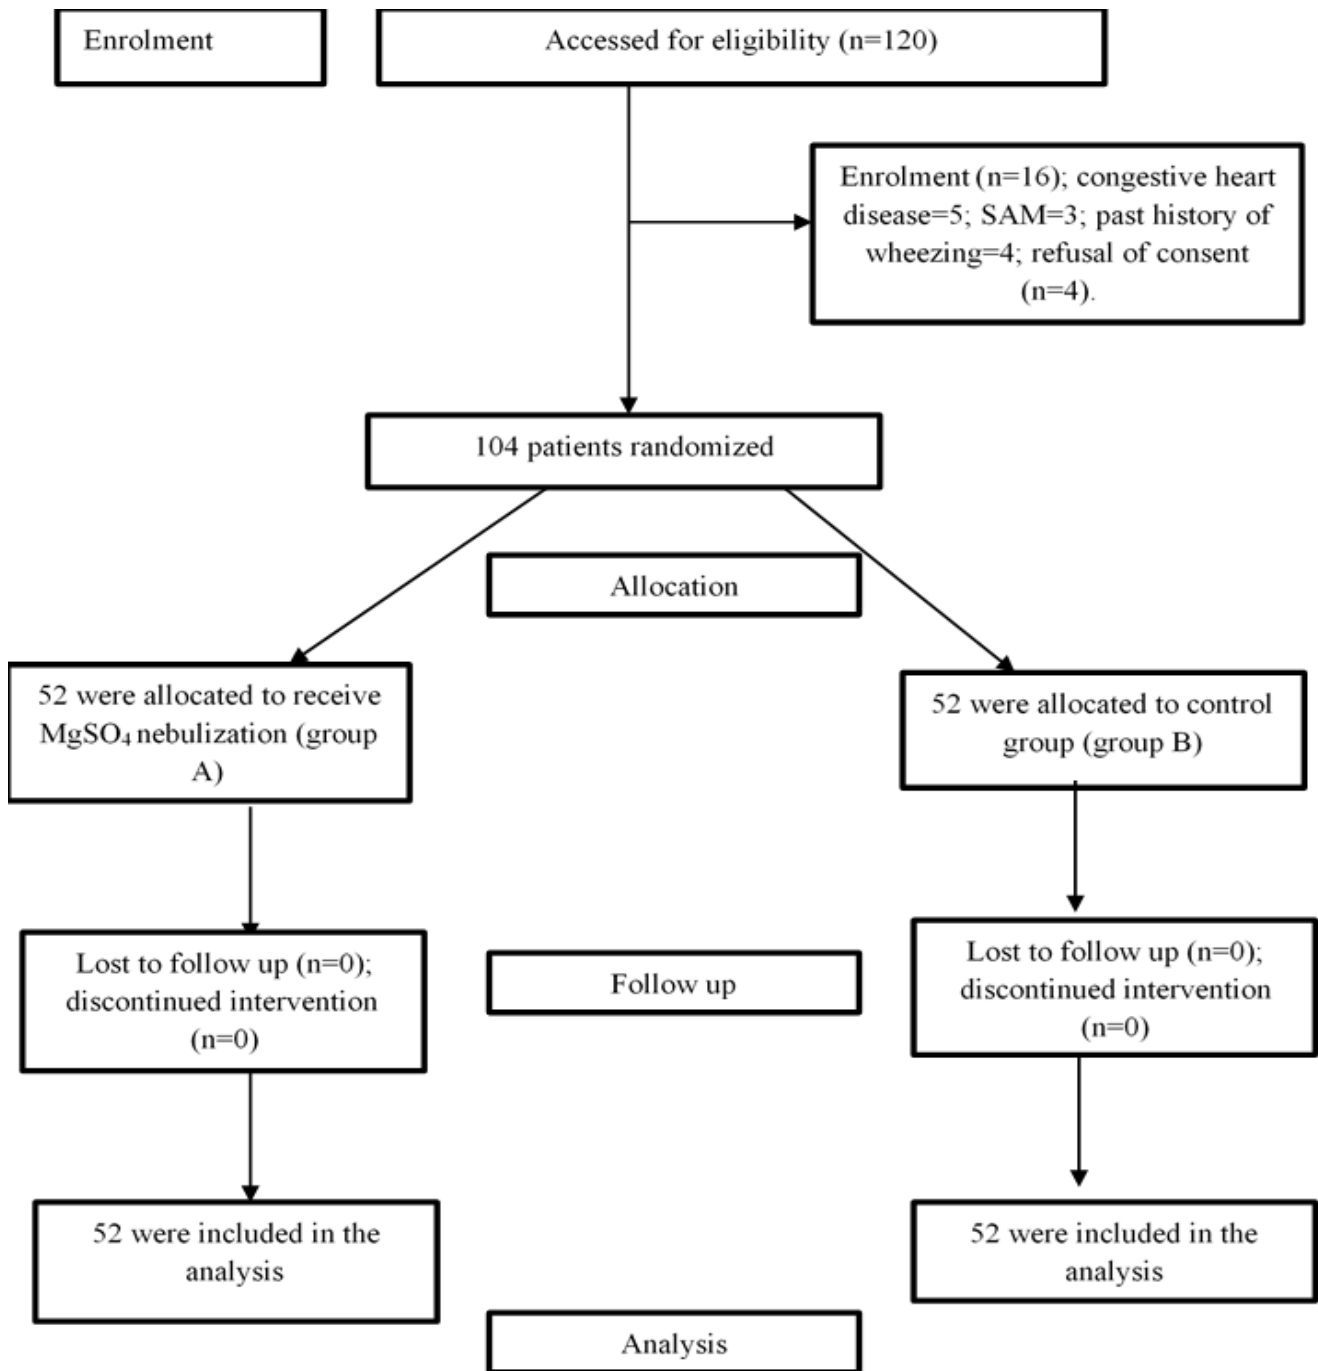 Enrolment
Accessed for eligibility (n=120)
Enrolment (n=16); congestive heart
disease=5; SAM=3; past history of
wheezing=4; refusal of consent
(n=4).
104 patients randomized
Allocation
52 were allocated to receive
MgSO₄ nebulization (group
A)
52 were allocated to control
group (group B)
Lost to follow up (n=0);
discontinued intervention
(n=0)
Follow up
Lost to follow up (n=0);
discontinued intervention
(n=0)
52 were included in the
analysis
52 were included in the
analysis
Analysis